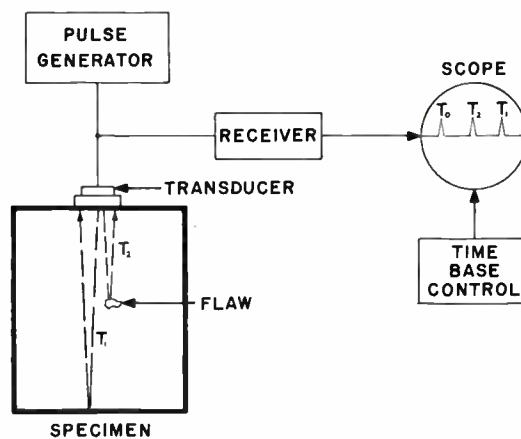 PULSE
GENERATOR
SCOPE
T₀ T₂ T₁
RECEIVER
TRANSDUCER
T₂
TIME
BASE
CONTROL
FLAW
T₁
SPECIMEN